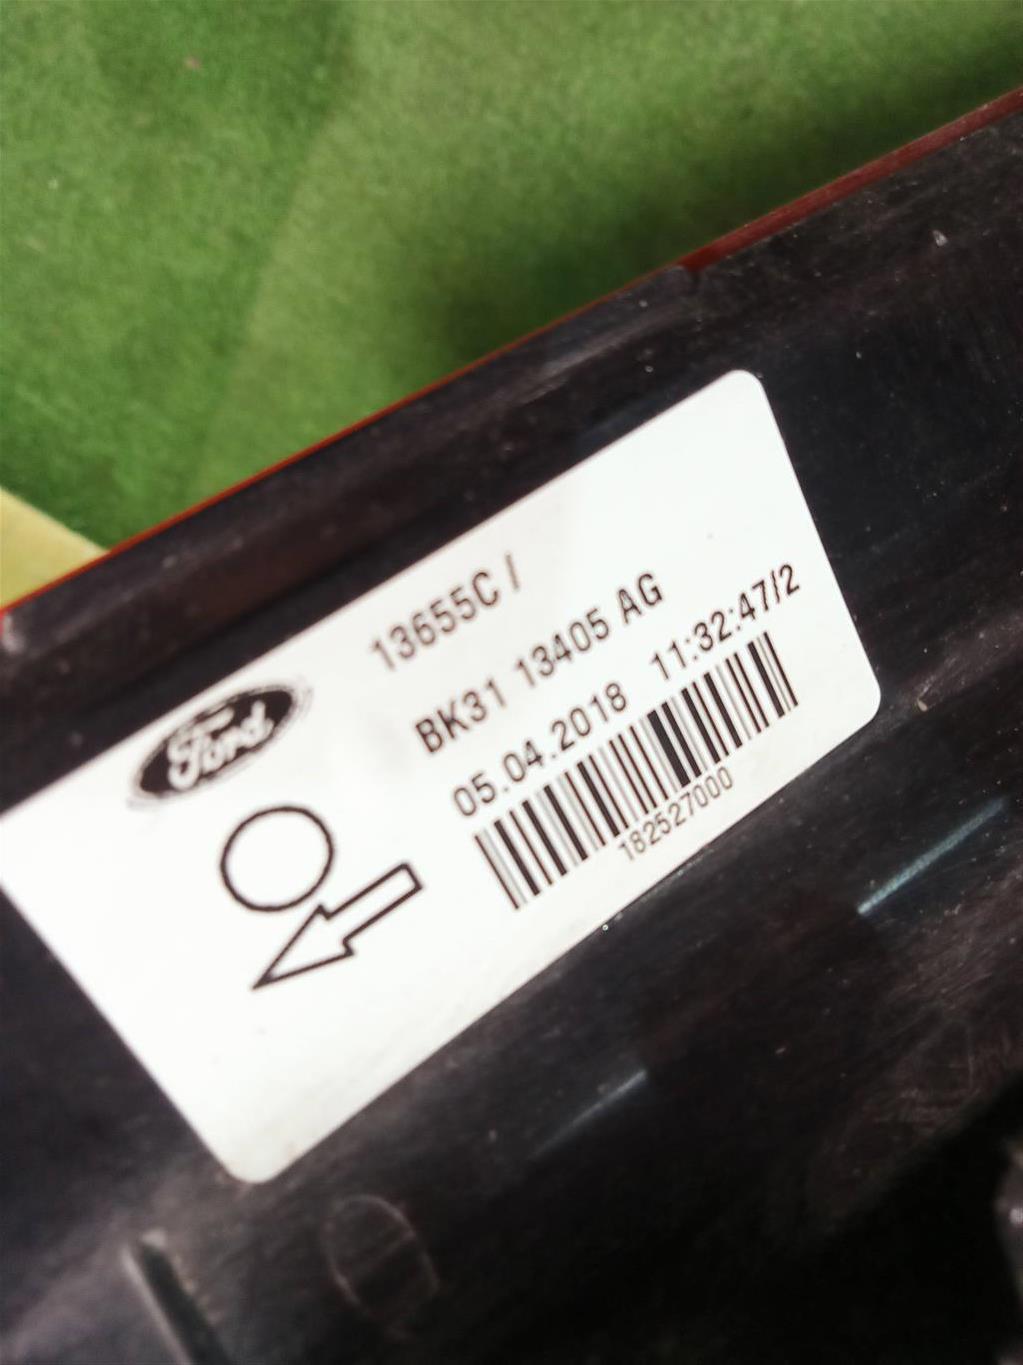 Ford
13655C /
BK31 13405 AG
05.04.2018 11:32:47/2
182527000